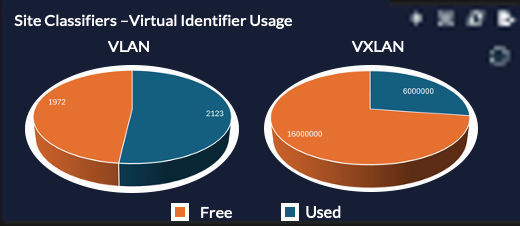 Site Classifiers –Virtual Identifier Usage
VLAN
VXLAN
1972
2123
6000000
16000000
Free
Used